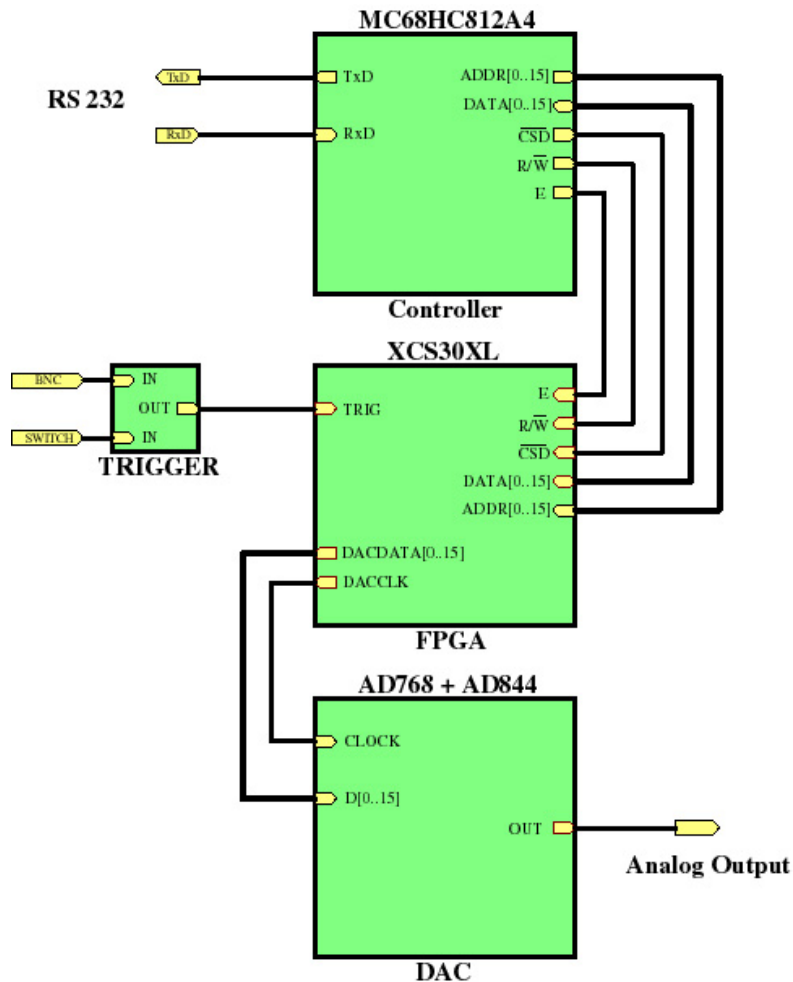 MC68HC812A4
TxD
TxD
ADDR[0..15]
DATA[0..15]
RS 232
RxD
RxD
CSD
R/W
E
Controller
XCS30XL
BNC
IN
OUT
SWITCH
IN
TRIGGER
TRIG
E
R/W
CSD
DATA[0..15]
ADDR[0..15]
DACDATA[0..15]
DACCLK
FPGA
AD768 + AD844
CLOCK
D[0..15]
OUT
Analog Output
DAC